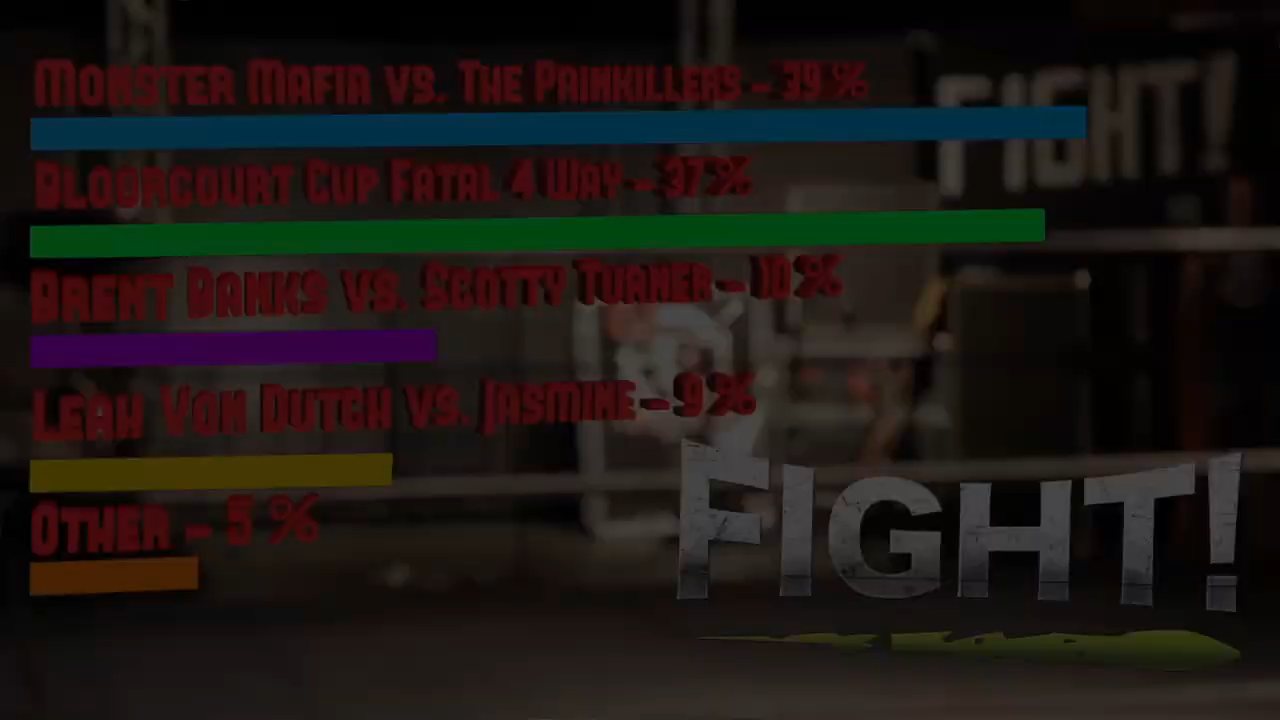 Monster Mafia vs. The Painkillers - 39%
FIGHT!
Bloorcourt Cup Fatal 4 Way - 37%
Brent Banks vs. Scotty Turner - 10%
Leah Von Dutch vs. Jasmine - 9%
Other - 5%
FIGHT!